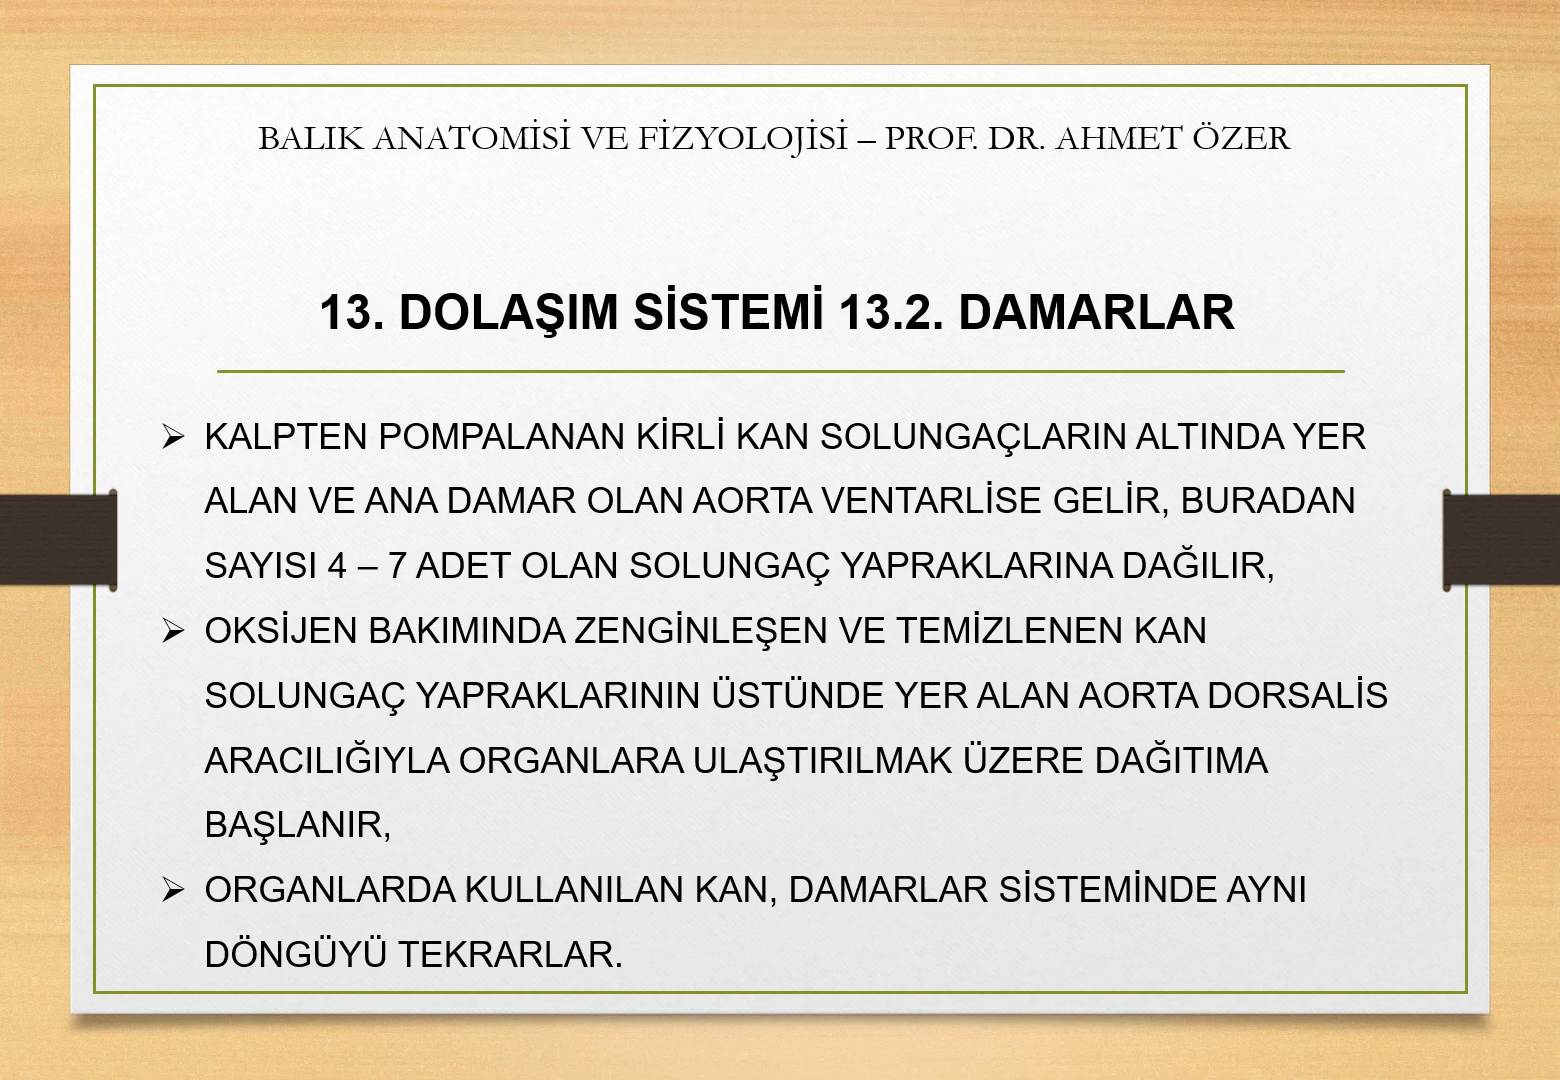 BALIK ANATOMİSİ VE FİZYOLOJİSİ – PROF. DR. AHMET ÖZER
13. DOLAŞIM SİSTEMİ 13.2. DAMARLAR
➢ KALPTEN POMPALANAN KİRLİ KAN SOLUNGAÇLARIN ALTINDA YER
ALAN VE ANA DAMAR OLAN AORTA VENTARLİSE GELİR, BURADAN
SAYISI 4 – 7 ADET OLAN SOLUNGAÇ YAPRAKLARINA DAĞILIR,
➢ OKSİJEN BAKIMINDA ZENGİNLEŞEN VE TEMİZLENEN KAN
SOLUNGAÇ YAPRAKLARININ ÜSTÜNDE YER ALAN AORTA DORSALİS
ARACILIĞIYLA ORGANLARA ULAŞTIRILMAK ÜZERE DAĞITIMA
BAŞLANIR,
➢ ORGANLARDA KULLANILAN KAN, DAMARLAR SİSTEMİNDE AYNI
DÖNGÜYÜ TEKRARLAR.